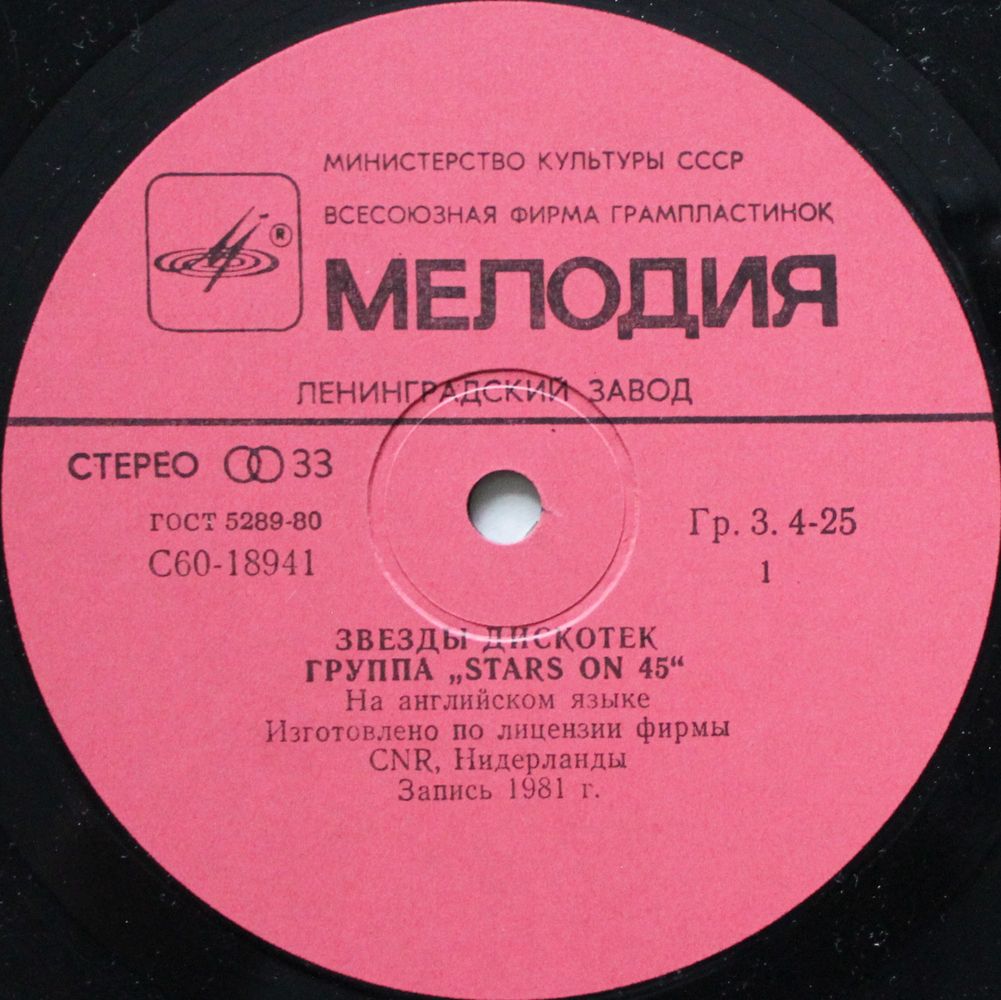 МИНИСТЕРСТВО КУЛЬТУРЫ СССР
ВСЕСОЮЗНАЯ ФИРМА ГРАМПЛАСТИНОК
®
МЕЛОДИЯ
ЛЕНИНГРАДСКИЙ ЗАВОД
СТЕРЕО 33
ГОСТ 5289-80
С60-18941
Гр. 3. 4-25
1
ЗВЕЗДЫ ДИСКОТЕК
ГРУППА „STARS ON 45“
На английском языке
Изготовлено по лицензии фирмы
CNR, Нидерланды
Запись 1981 г.